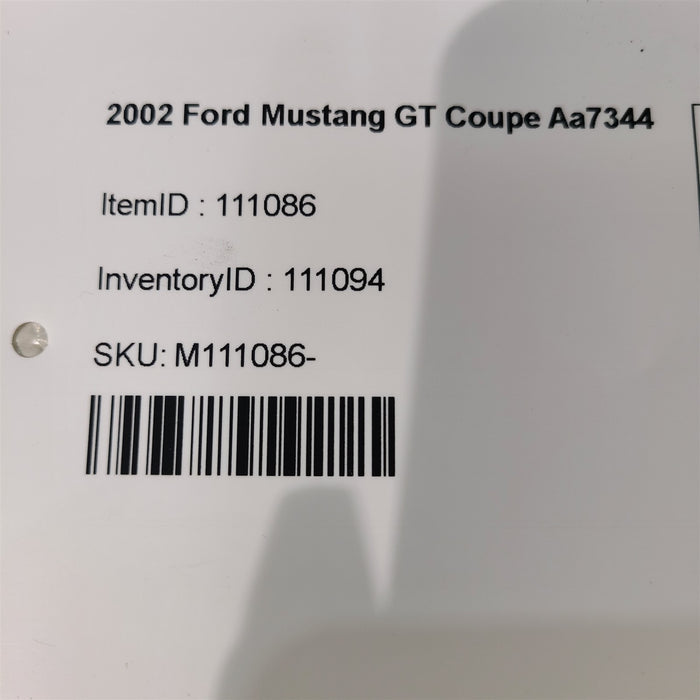 2002 Ford Mustang GT Coupe Aa7344
ItemID : 111086
InventoryID : 111094
SKU: M111086-